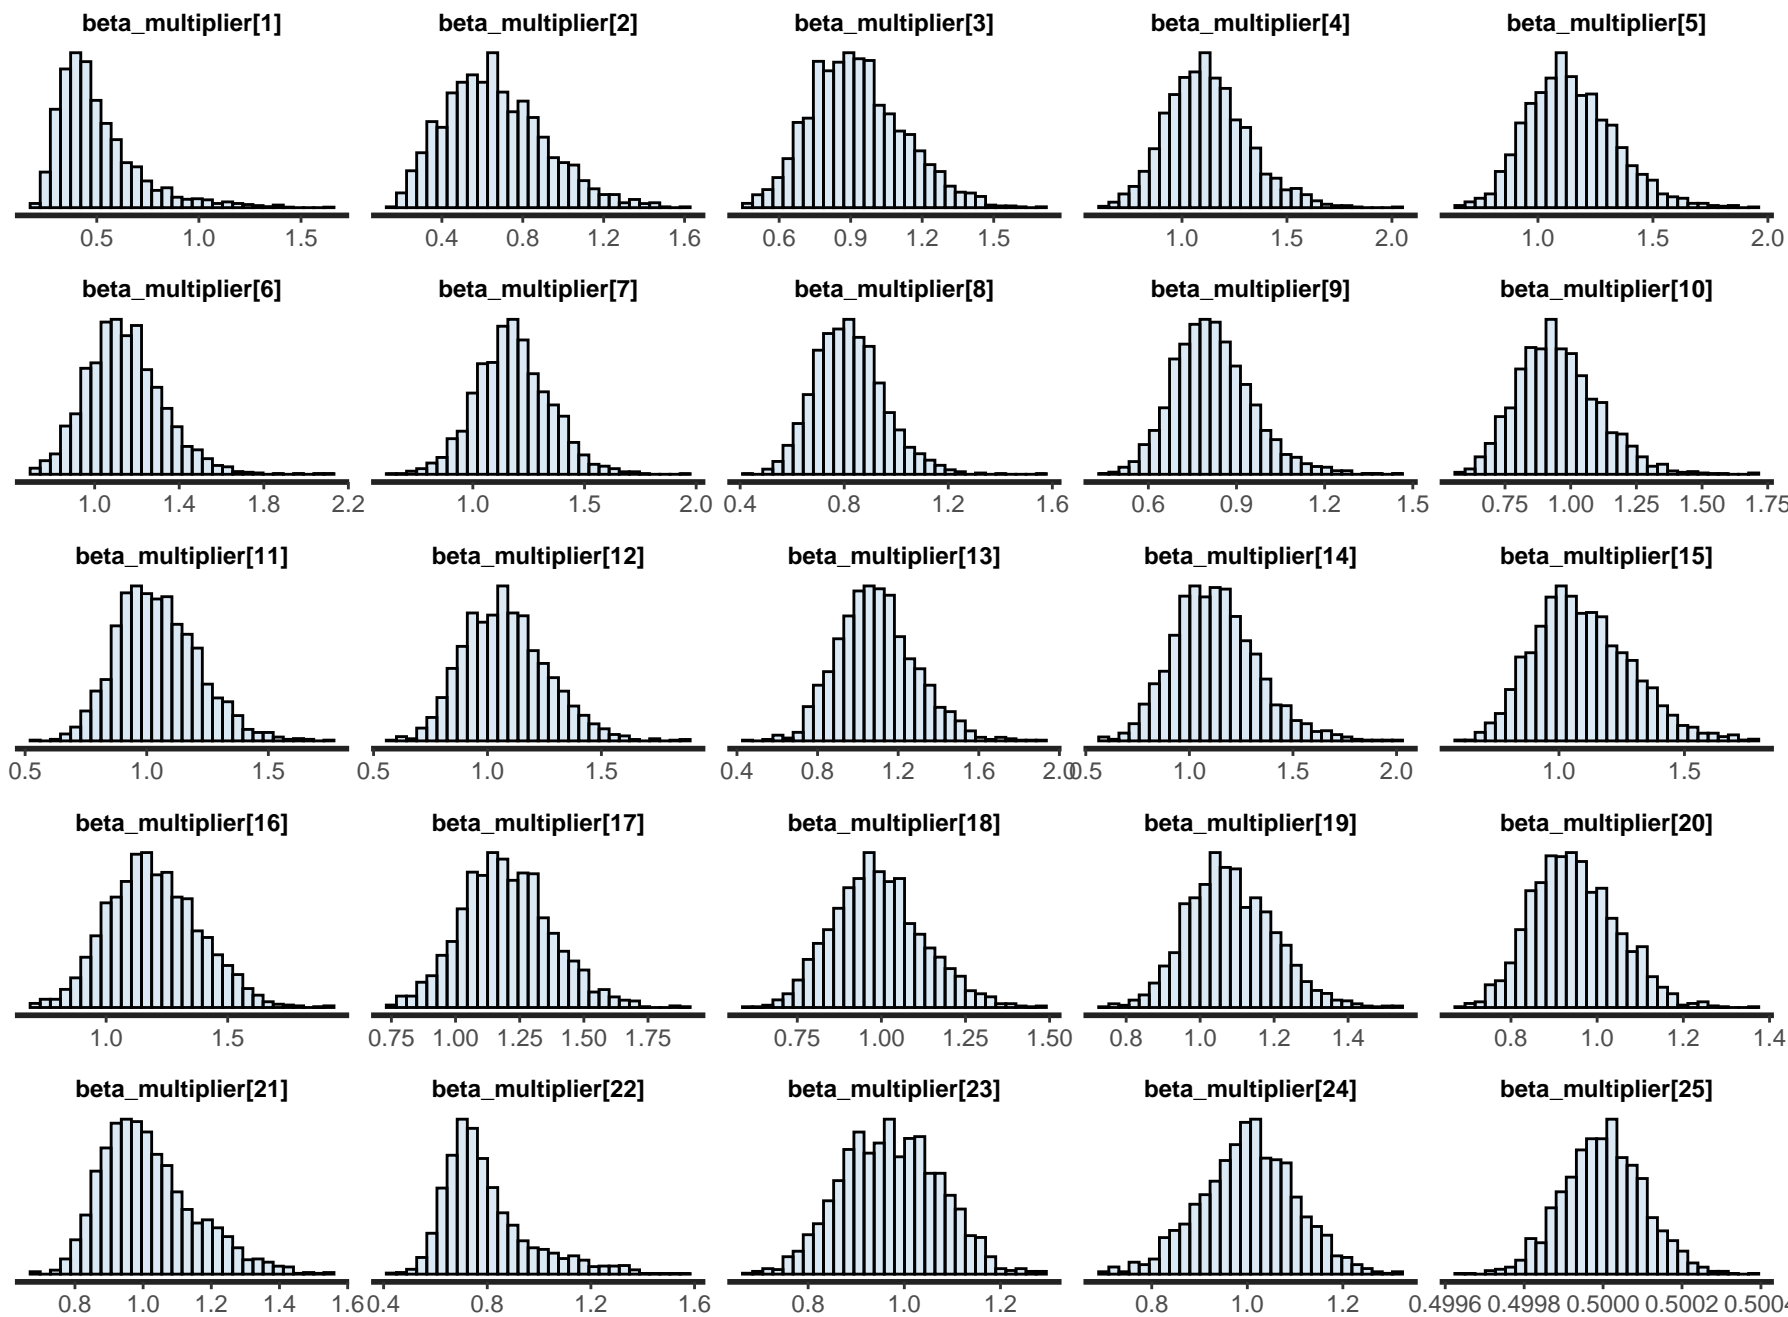 beta_multiplier[1] beta_multiplier[2] beta_multiplier[3] beta_multiplier[4] beta_multiplier[5]
0.5 1.0 1.5 0.4 0.8 1.2 1.6 0.6 0.9 1.2 1.5 1.0 1.5 2.0 1.0 1.5 2.0
beta_multiplier[6] beta_multiplier[7] beta_multiplier[8] beta_multiplier[9] beta_multiplier[10]
1.0 1.4 1.8 2.2 1.0 1.5 2.0 0.4 0.8 1.2 1.6 0.6 0.9 1.2 1.5 0.75 1.00 1.25 1.50 1.75
beta_multiplier[11] beta_multiplier[12] beta_multiplier[13] beta_multiplier[14] beta_multiplier[15]
0.5 1.0 1.5 0.5 1.0 1.5 0.4 0.8 1.2 1.6 2.0 0.5 1.0 1.5 2.0 1.0 1.5
beta_multiplier[16] beta_multiplier[17] beta_multiplier[18] beta_multiplier[19] beta_multiplier[20]
1.0 1.5 0.75 1.00 1.25 1.50 1.75 0.75 1.00 1.25 1.50 0.8 1.0 1.2 1.4 0.8 1.0 1.2 1.4
beta_multiplier[21] beta_multiplier[22] beta_multiplier[23] beta_multiplier[24] beta_multiplier[25]
0.8 1.0 1.2 1.4 1.6 0.4 0.8 1.2 1.6 0.8 1.0 1.2 0.8 1.0 1.2 0.4996 0.4998 0.5000 0.5002 0.5004